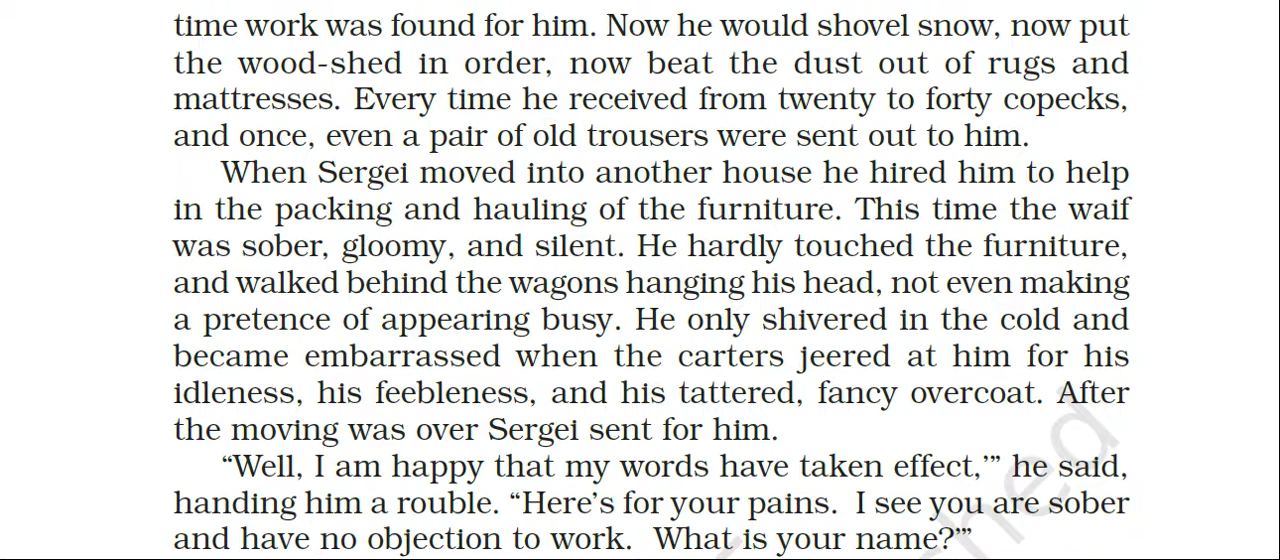 time work was found for him. Now he would shovel snow, now put
the wood-shed in order, now beat the dust out of rugs and
mattresses. Every time he received from twenty to forty copecks,
and once, even a pair of old trousers were sent out to him.
When Sergei moved into another house he hired him to help
in the packing and hauling of the furniture. This time the waif
was sober, gloomy, and silent. He hardly touched the furniture,
and walked behind the wagons hanging his head, not even making
a pretence of appearing busy. He only shivered in the cold and
became embarrassed when the carters jeered at him for his
idleness, his feebleness, and his tattered, fancy overcoat. After
the moving was over Sergei sent for him.
“Well, I am happy that my words have taken effect,’” he said,
handing him a rouble. “Here’s for your pains. I see you are sober
and have no objection to work. What is your name?’”